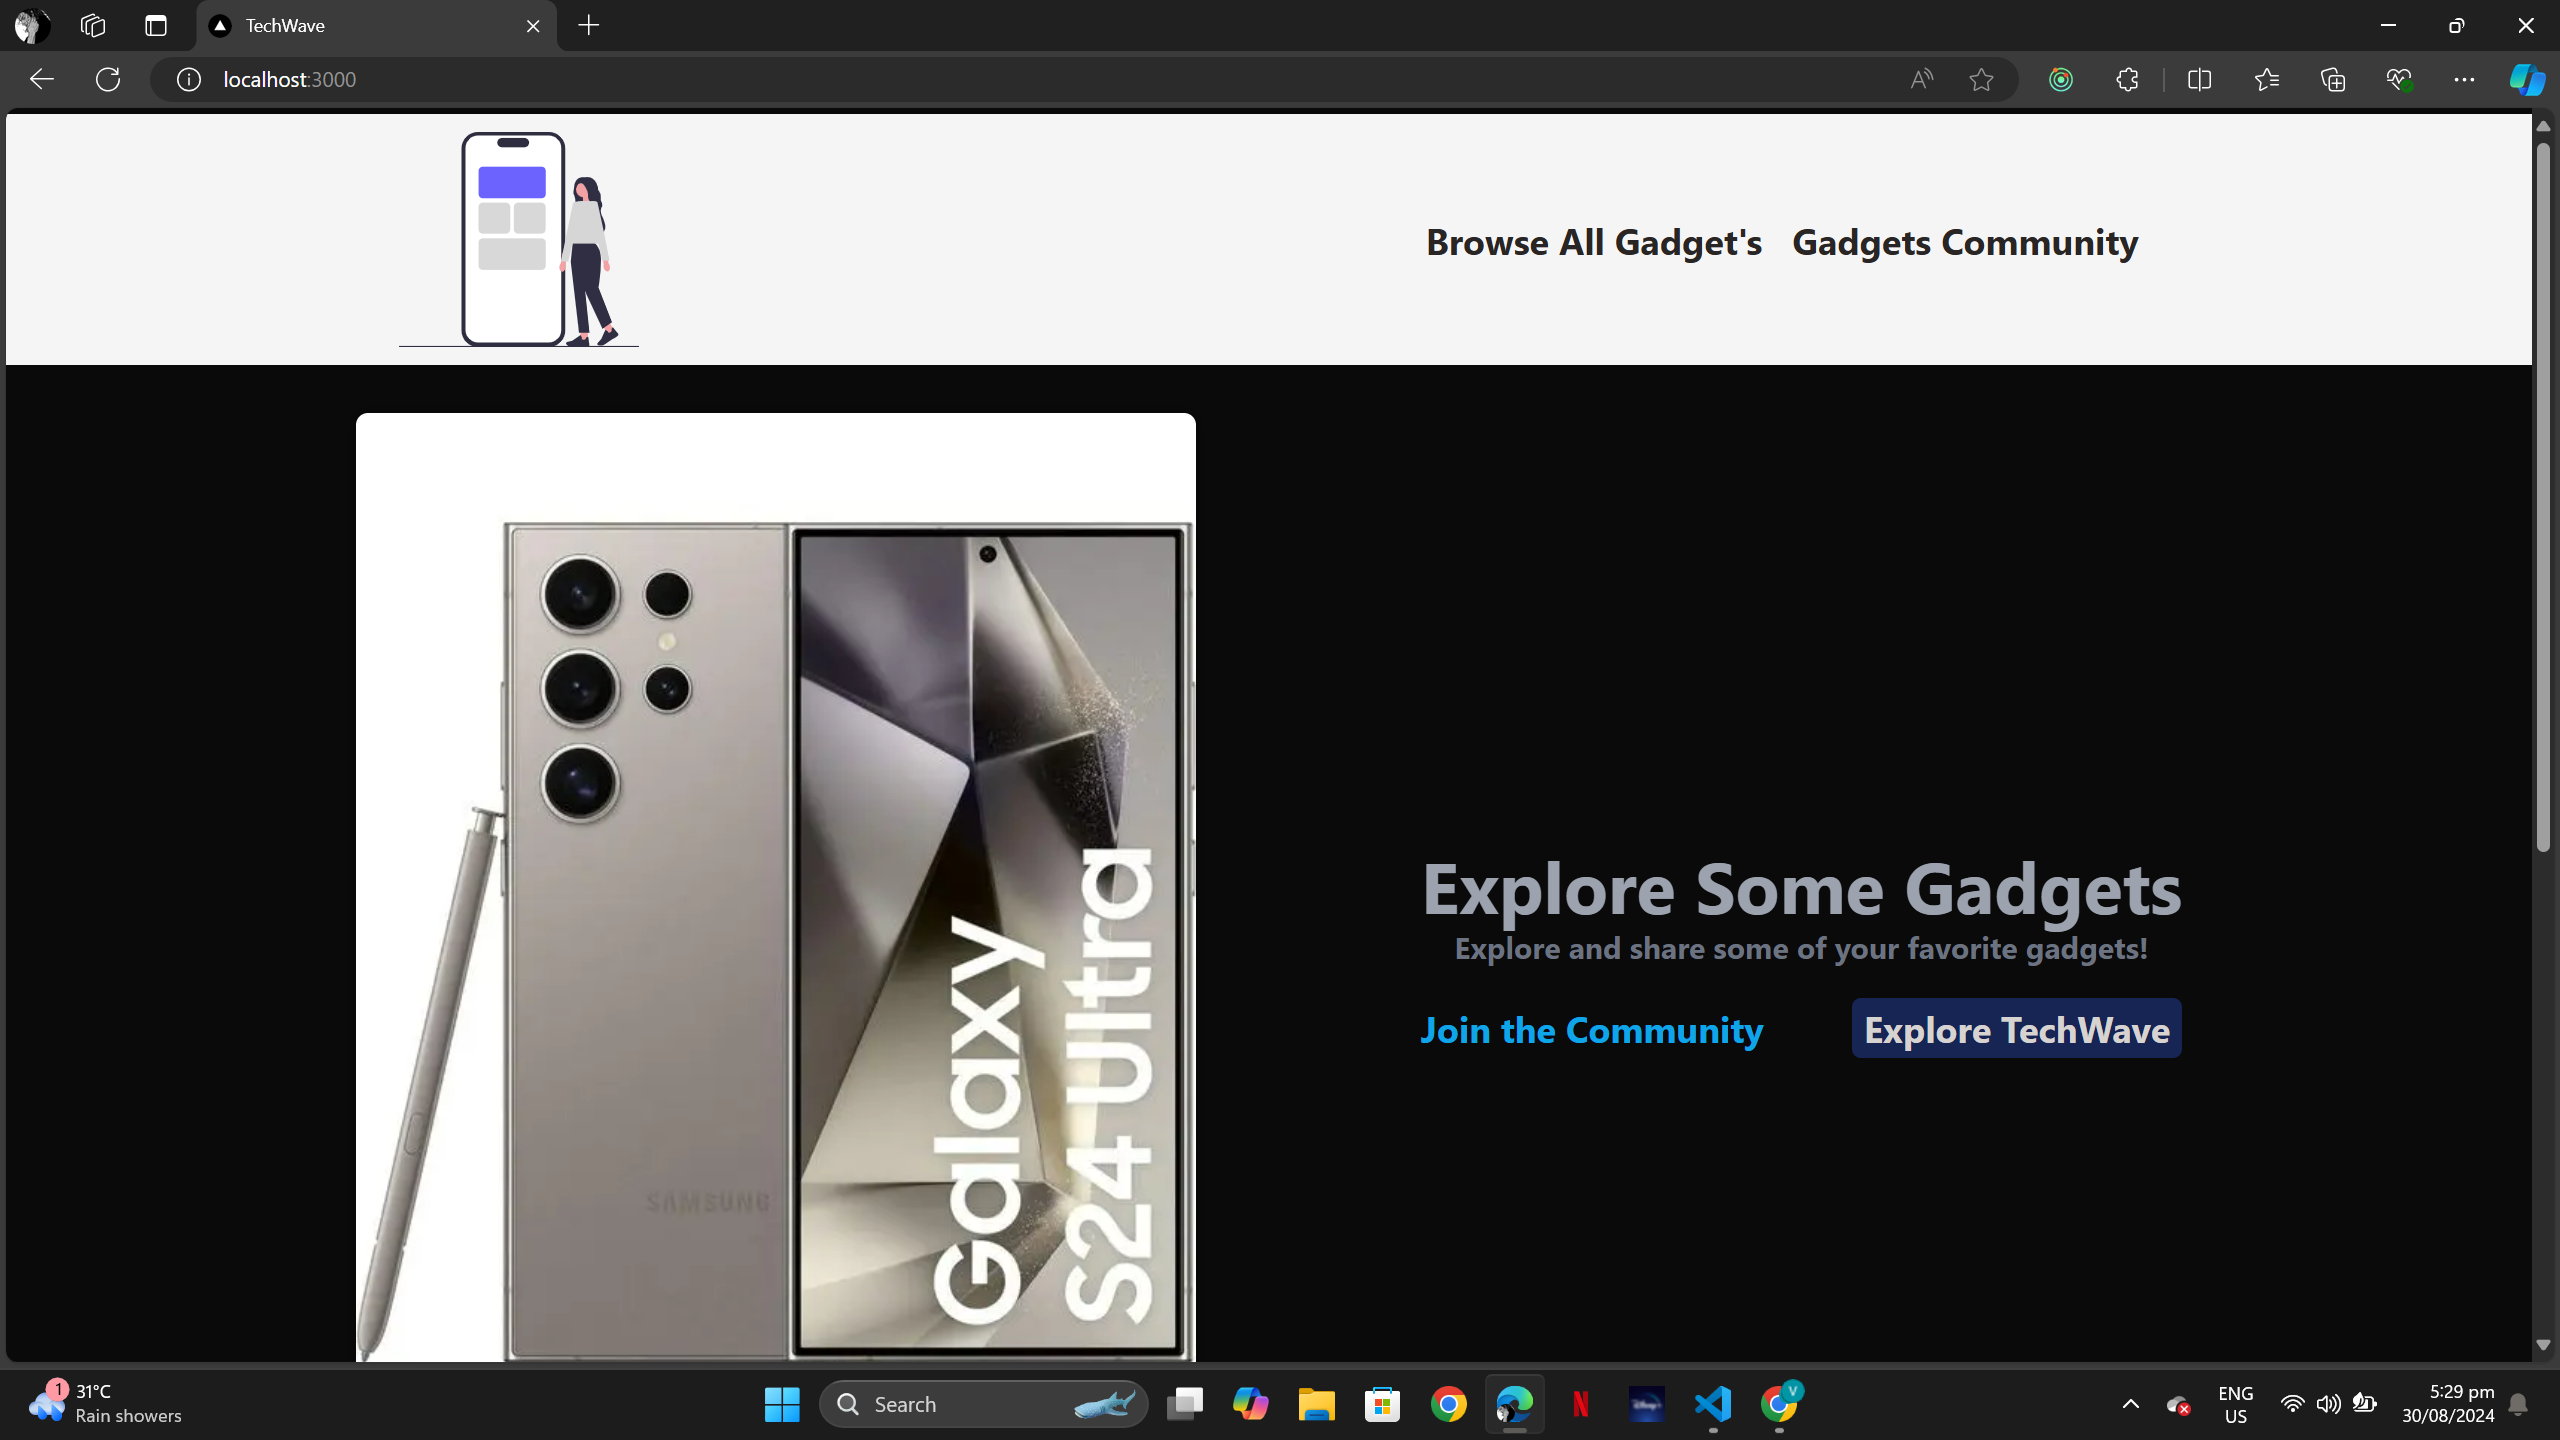 TechWave
localhost:3000
Browse All Gadget's Gadgets Community
SAMSUNG
Galaxy
S24 Ultra
Explore Some Gadgets
Explore and share some of your favorite gadgets!
Join the Community Explore TechWave
1
31°C
Rain showers
Search
N
Disney+
V
ENG
US
5:29 pm
30/08/2024